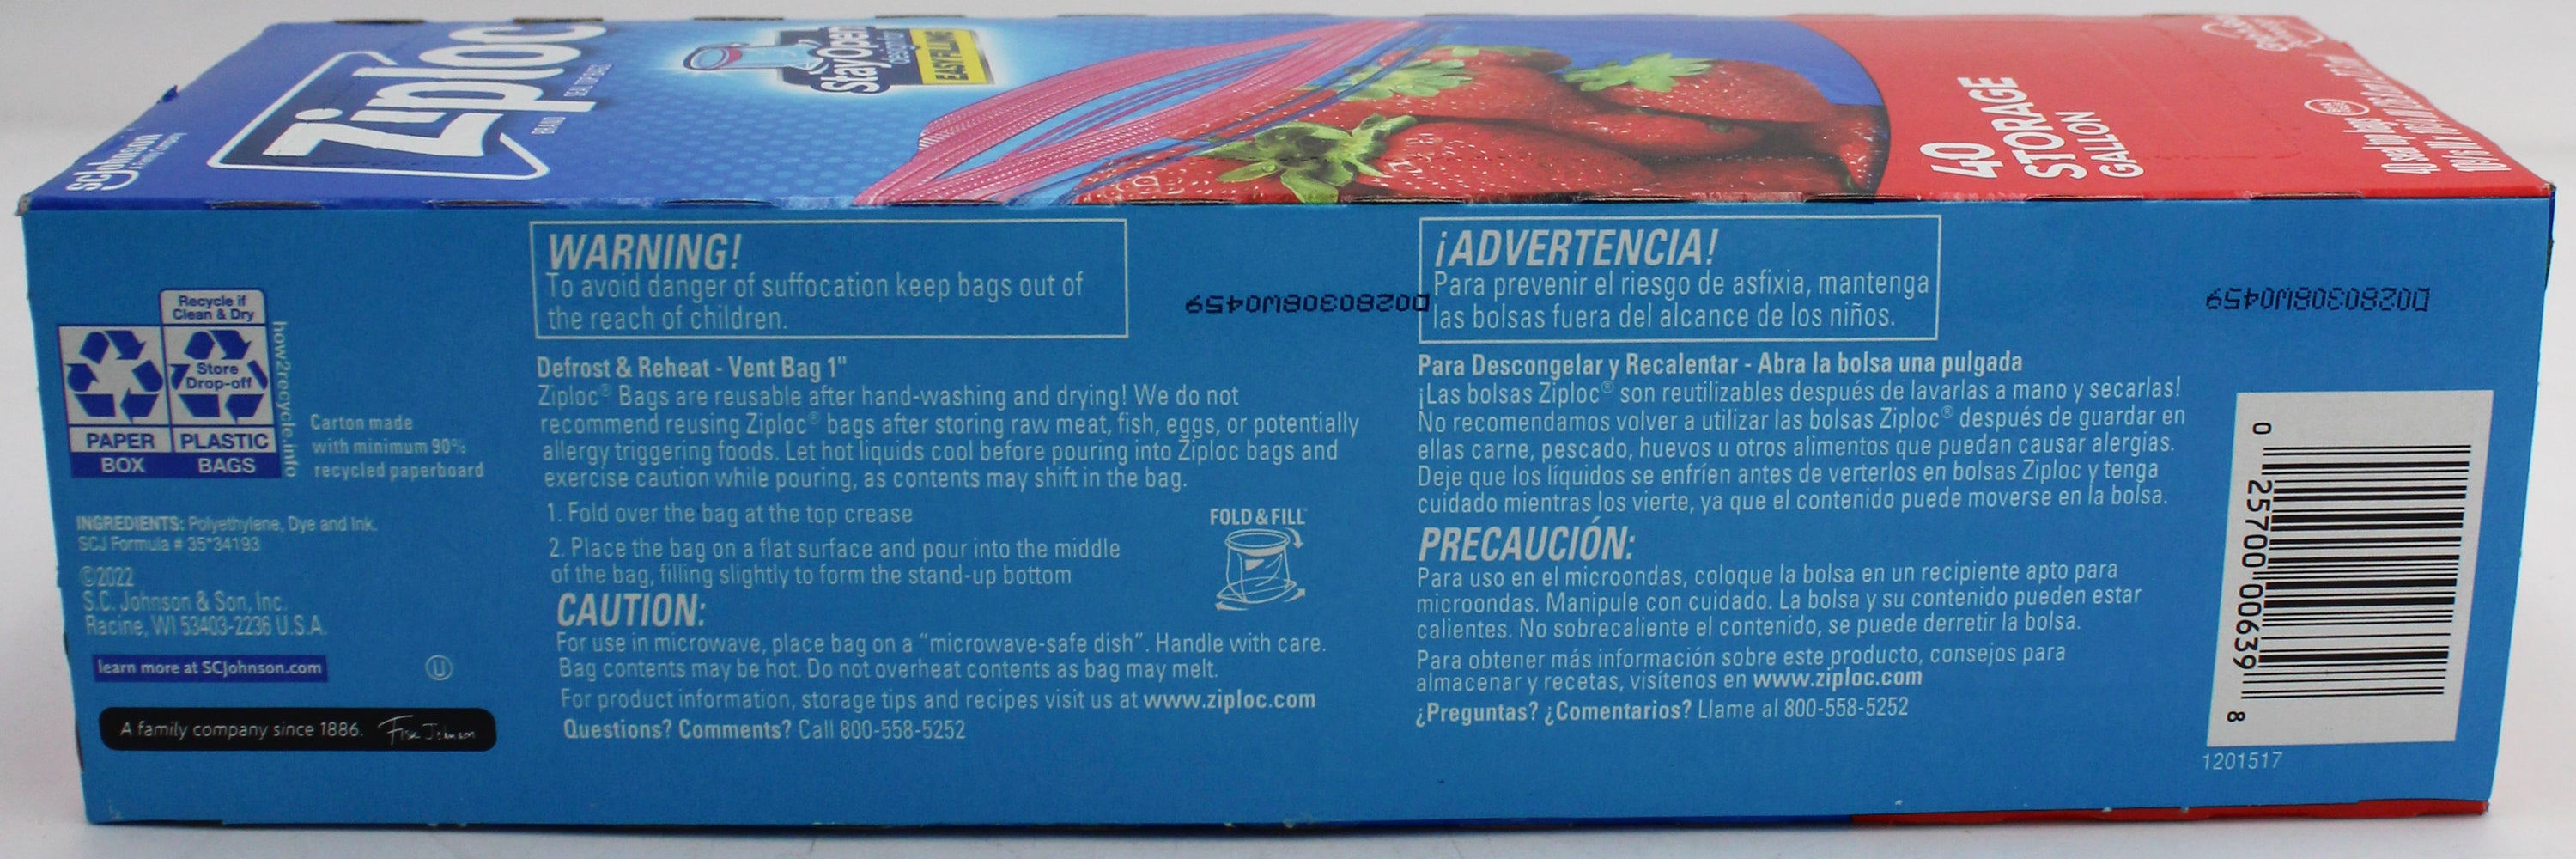 SC Johnson
A Family Company
Ziploc
BRAND
SEAL TOP BAGS
StayOpen
design for
EASY FILLING
40
STORAGE
GALLON
Recycle if
Clean & Dry
Store
Drop-off
PAPER
PLASTIC
BOX
BAGS
how2recycle.info
Carton made
with minimum 90%
recycled paperboard
INGREDIENTS: Polyethylene, Dye and Ink.
SCJ Formula # 35*34193
©2022
S.C. Johnson & Son, Inc.
Racine, WI 53403-2236 U.S.A.
learn more at SCJohnson.com
U
A family company since 1886. Fisk Johnson
WARNING!
To avoid danger of suffocation keep bags out of
the reach of children.
Defrost & Reheat - Vent Bag 1"
Ziploc® Bags are reusable after hand-washing and drying! We do not
recommend reusing Ziploc® bags after storing raw meat, fish, eggs, or potentially
allergy triggering foods. Let hot liquids cool before pouring into Ziploc bags and
exercise caution while pouring, as contents may shift in the bag.
1. Fold over the bag at the top crease
2. Place the bag on a flat surface and pour into the middle
of the bag, filling slightly to form the stand-up bottom
FOLD & FILL
CAUTION:
For use in microwave, place bag on a "microwave-safe dish". Handle with care.
Bag contents may be hot. Do not overheat contents as bag may melt.
For product information, storage tips and recipes visit us at www.ziploc.com
Questions? Comments? Call 800-558-5252
D0280308W0459
¡ADVERTENCIA!
Para prevenir el riesgo de asfixia, mantenga
las bolsas fuera del alcance de los niños.
Para Descongelar y Recalentar - Abra la bolsa una pulgada
¡Las bolsas Ziploc® son reutilizables después de lavarlas a mano y secarlas!
No recomendamos volver a utilizar las bolsas Ziploc® después de guardar en
ellas carne, pescado, huevos u otros alimentos que puedan causar alergias.
Deje que los líquidos se enfríen antes de verterlos en bolsas Ziploc y tenga
cuidado mientras los vierte, ya que el contenido puede moverse en la bolsa.
PRECAUCIÓN:
Para uso en el microondas, coloque la bolsa en un recipiente apto para
microondas. Manipule con cuidado. La bolsa y su contenido pueden estar
calientes. No sobrecaliente el contenido, se puede derretir la bolsa.
Para obtener más información sobre este producto, consejos para
almacenar y recetas, visítenos en www.ziploc.com
¿Preguntas? ¿Comentarios? Llame al 800-558-5252
D0280308W0459
0 25700 00639 8
1201517